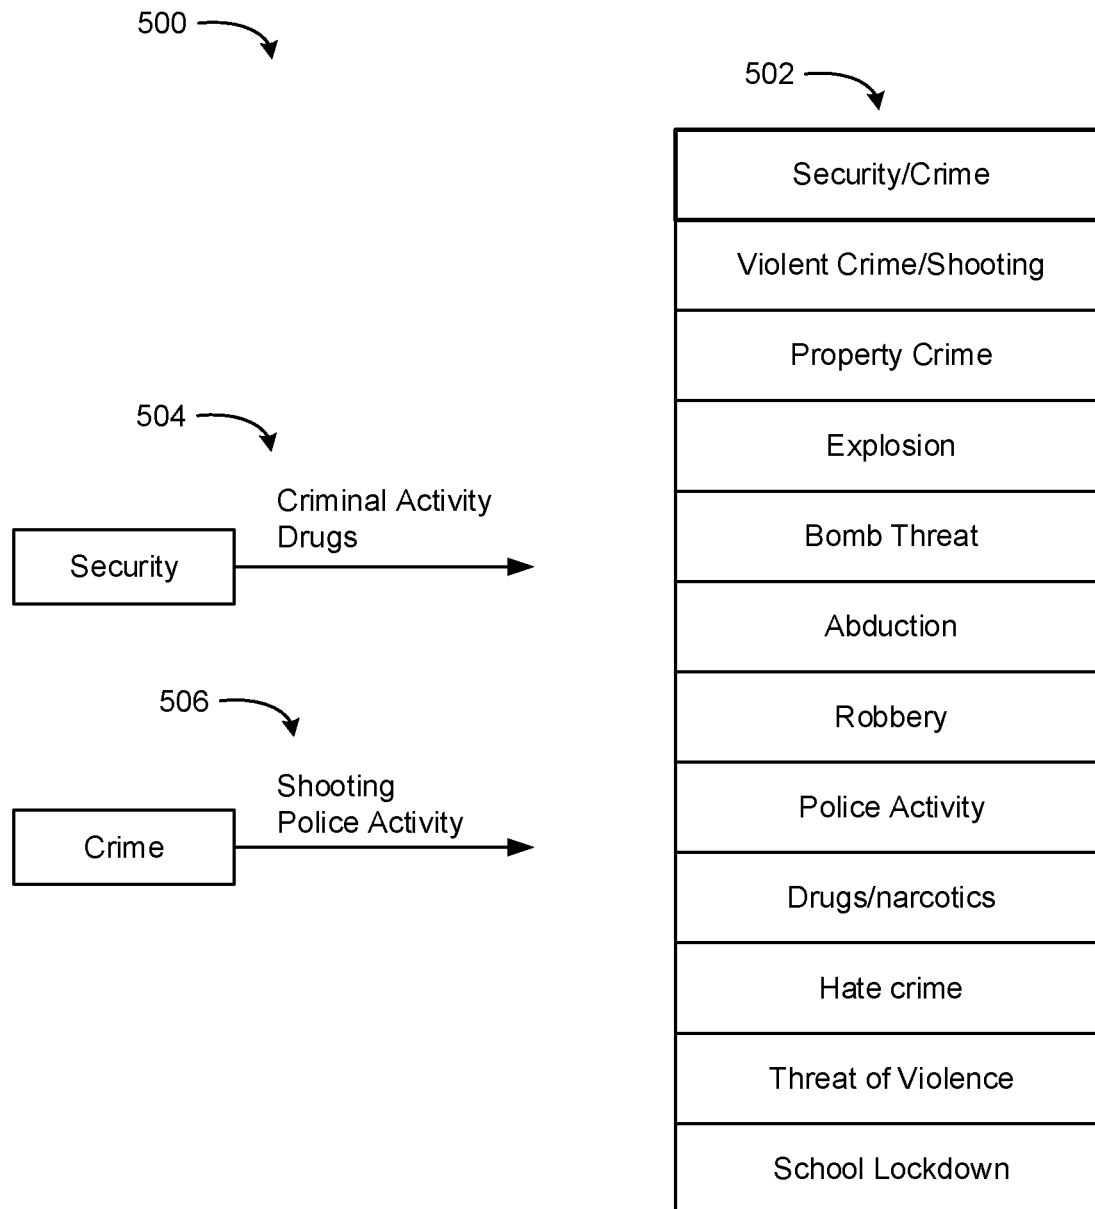 500
502
Security/Crime
Violent Crime/Shooting
Property Crime
Explosion
Bomb Threat
Abduction
Robbery
Police Activity
Drugs/narcotics
Hate crime
Threat of Violence
School Lockdown
504
Criminal Activity
Drugs
Security
506
Shooting
Police Activity
Crime